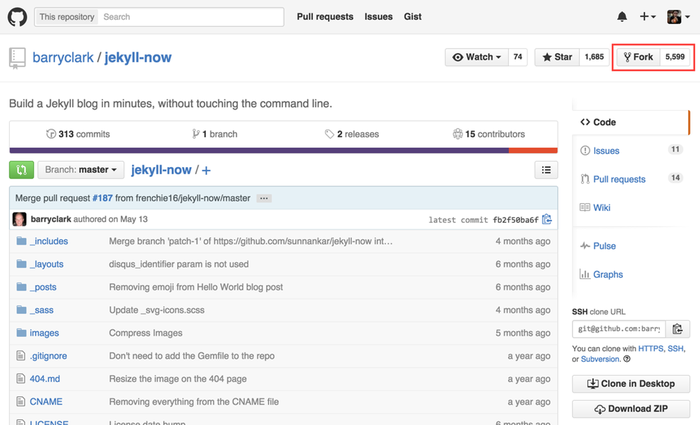 This repository Search Pull requests Issues Gist
barryclark / jekyll-now Watch 74 Star 1,685 Fork 5,599
Build a Jekyll blog in minutes, without touching the command line.
313 commits 1 branch 2 releases 15 contributors
Branch: master jekyll-now / +
Merge pull request #187 from frenchie16/jekyll-now/master ...
barryclark authored on May 13 latest commit fb2f50ba6f
_includes Merge branch 'patch-1' of https://github.com/sunnankar/jekyll-now int... 4 months ago
_layouts disqus_identifier param is not used 6 months ago
_posts Removing emoji from Hello World blog post 6 months ago
_sass Update _svg-icons.scss 4 months ago
images Compress Images 5 months ago
.gitignore Don't need to add the Gemfile to the repo a year ago
404.md Resize the image on the 404 page a year ago
CNAME Removing everything from the CNAME file a year ago
LICENSE License date bump 6 months ago
Code
Issues 11
Pull requests 14
Wiki
Pulse
Graphs
SSH clone URL
git@github.com:barry
You can clone with HTTPS, SSH,
or Subversion.
Clone in Desktop
Download ZIP